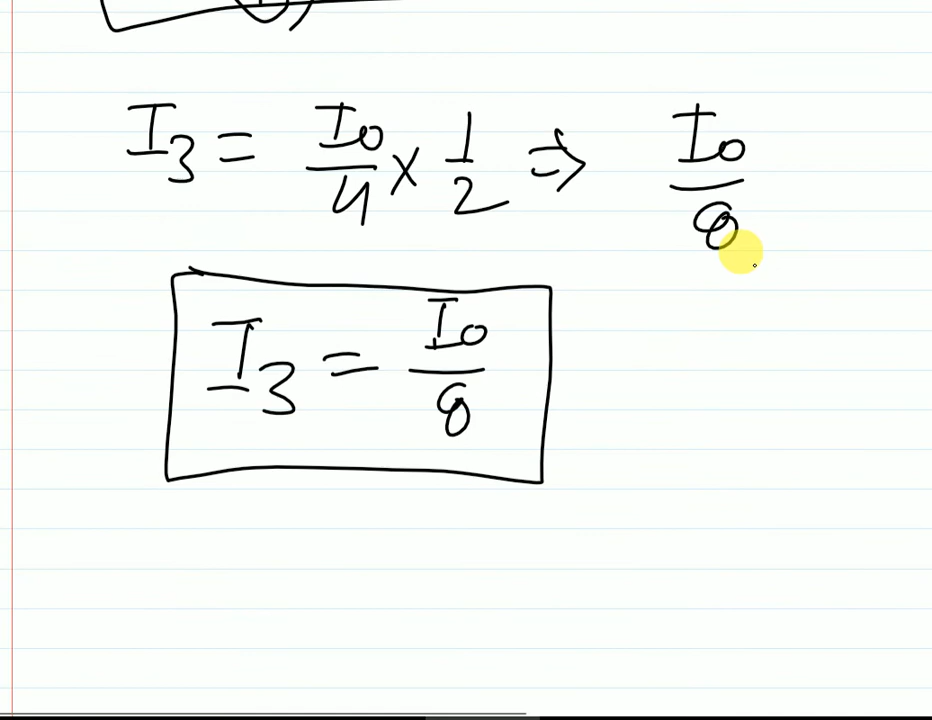 I3 = I0/4 × 1/2 ⇒ I0/8
I3 = I0/8